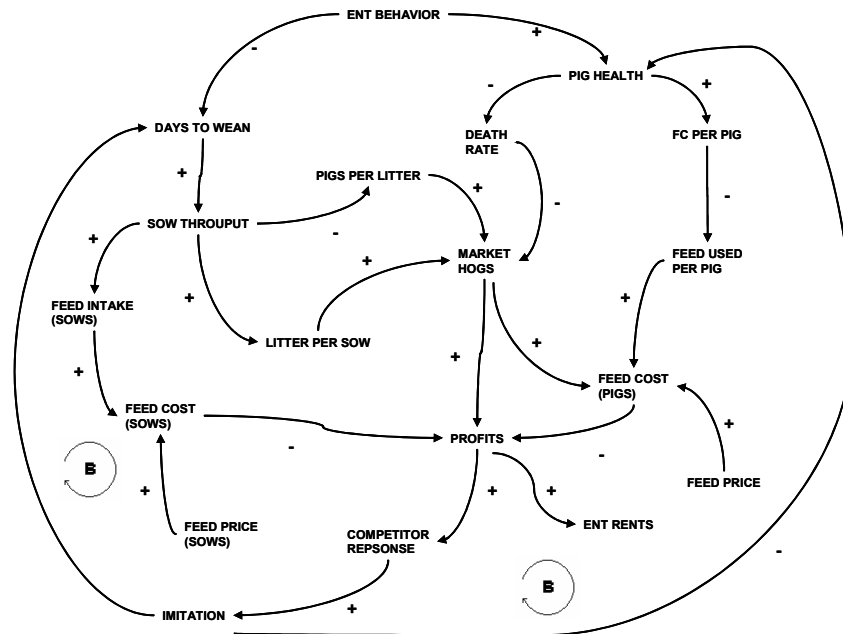 ENT BEHAVIOR
-
+
PIG HEALTH
-
+
DAYS TO WEAN
DEATH
RATE
FC PER PIG
+
PIGS PER LITTER
+
-
-
SOW THROUPUT
-
+
+
MARKET
HOGS
FEED USED
PER PIG
FEED INTAKE
(SOWS)
+
+
LITTER PER SOW
+
+
+
FEED COST
(PIGS)
FEED COST
(SOWS)
-
PROFITS
-
+
B
FEED PRICE
+
+
+
FEED PRICE
(SOWS)
COMPETITOR
REPSONSE
ENT RENTS
-
B
+
IMITATION